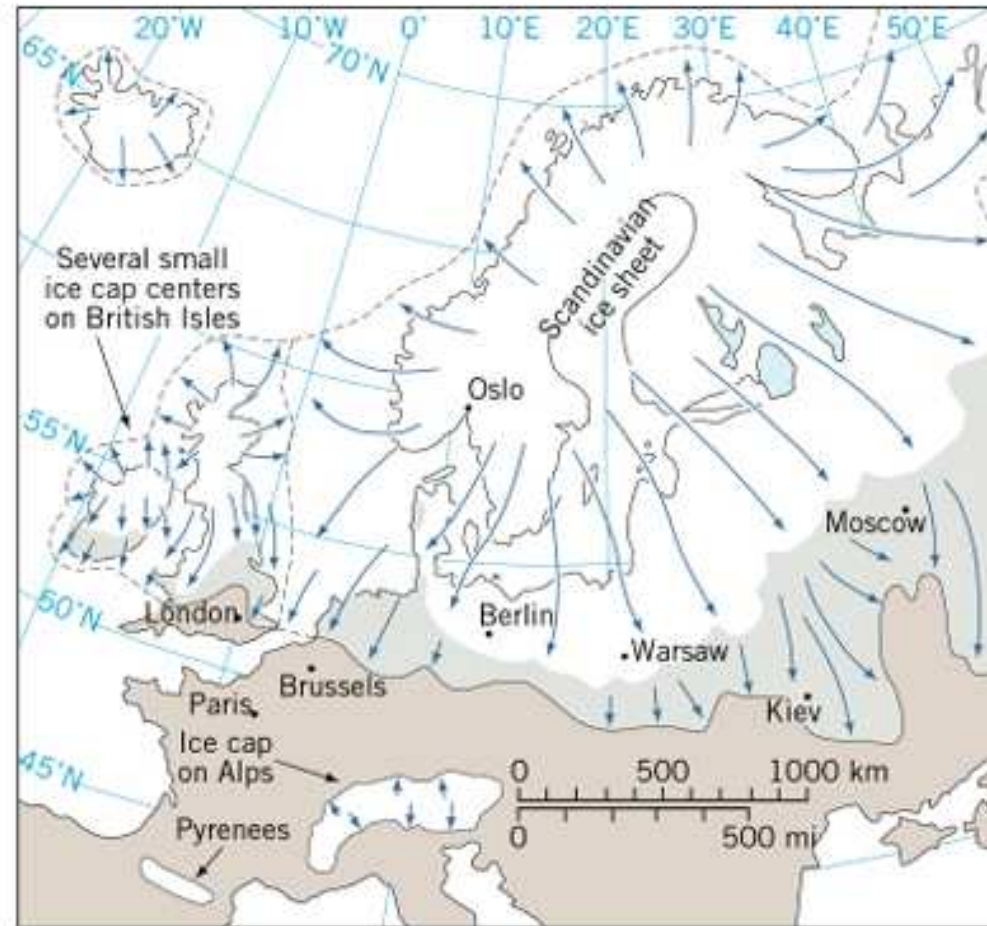 20°W
10°W
0°
10°E
20°E
30°E
40°E
50°E
65°N
70°N
Several small
ice cap centers
on British Isles
Scandinavian
ice sheet
Oslo
55°N
Moscow
50°N
London
Berlin
Warsaw
Brussels
Paris
Kiev
Ice cap
on Alps
45°N
0 500 1000 km
0 500 mi
Pyrenees